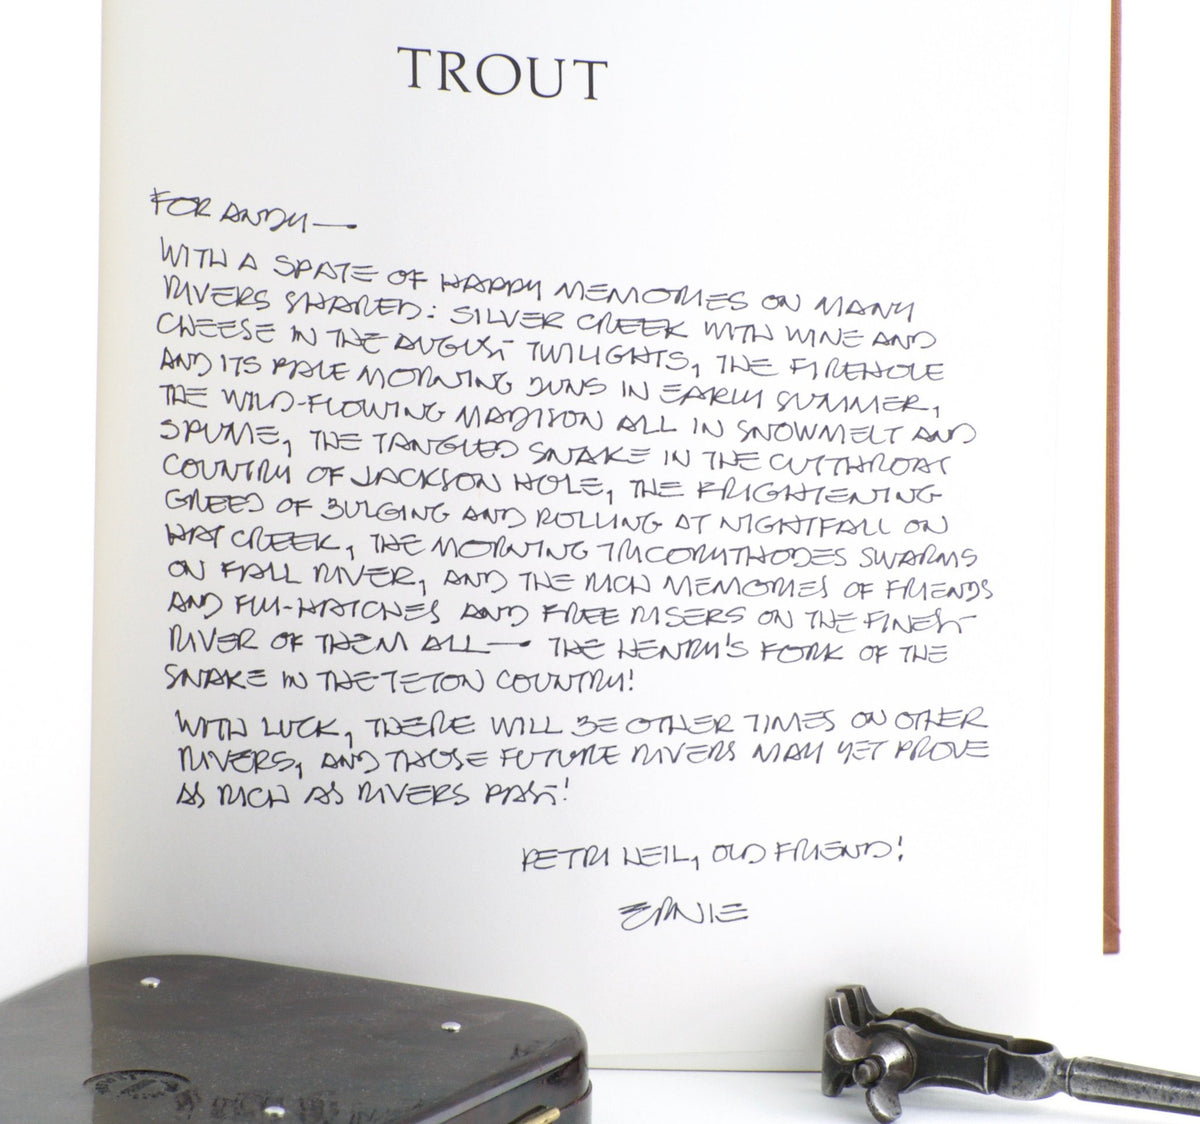 TROUT
FOR ANDY—
WITH A SPATE OF HAPPY MEMORIES ON MANY
RIVERS SHARED: SILVER CREEK WITH WINE AND
CHEESE IN THE AUGUST TWILIGHTS, THE FIREHOLE
AND ITS PALE MORNING DUNS IN EARLY SUMMER,
THE WILD-FLOWING MADISON ALL IN SNOWMELT AND
SPUME, THE TANGLED SNAKE IN THE CUTTHROAT
COUNTRY OF JACKSON HOLE, THE FRIGHTENING
GREED OF BULGING AND ROLLING AT NIGHTFALL ON
HAT CREEK, THE MORNING TRICORYTHODES SWARMS
ON FALL RIVER, AND THE RICH MEMORIES OF FRIENDS
AND FLY-HATCHES AND FREE RISERS ON THE FINEST
RIVER OF THEM ALL— THE HENRY'S FORK OF THE
SNAKE IN THE TETON COUNTRY!
WITH LUCK, THERE WILL BE OTHER TIMES ON OTHER
RIVERS, AND THOSE FUTURE RIVERS MAY YET PROVE
AS RICH AS RIVERS PAST!
PETRI HEIL, OLD FRIEND!
ERNIE